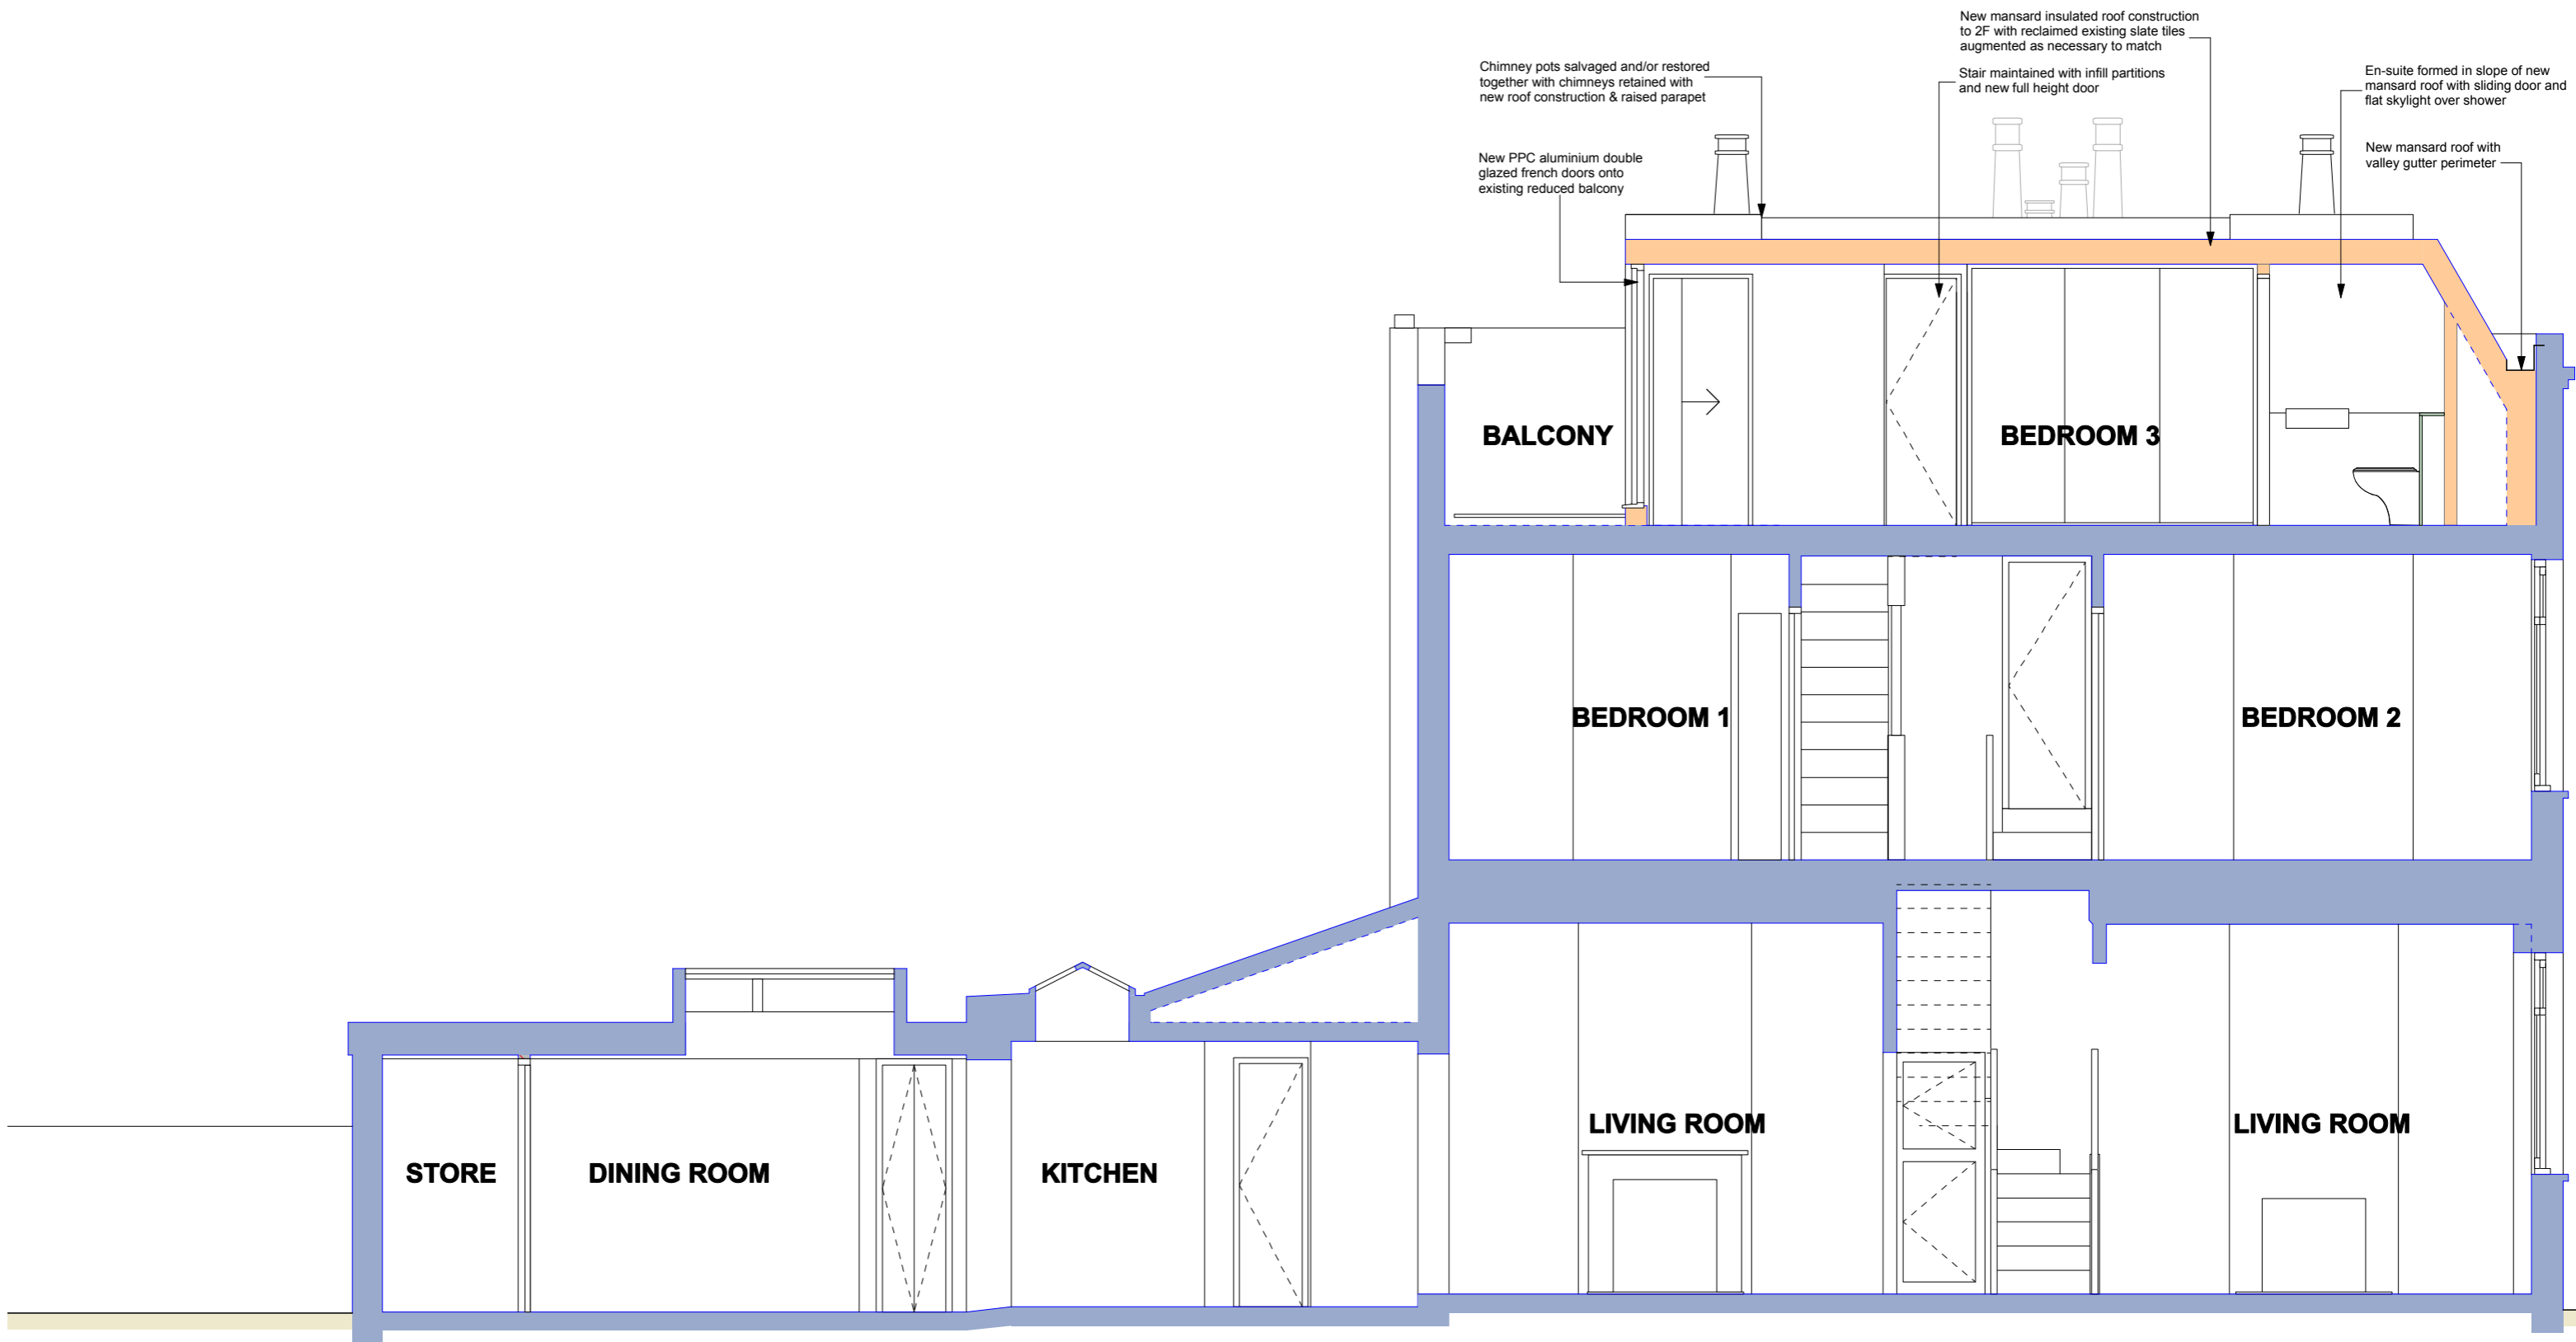 New mansard insulated roof construction
to 2F with reclaimed existing slate tiles
augmented as necessary to match
Chimney pots salvaged and/or restored
together with chimneys retained with
new roof construction & raised parapet
Stair maintained with infill partitions
and new full height door
En-suite formed in slope of new
mansard roof with sliding door and
flat skylight over shower
New PPC aluminium double
glazed french doors onto
existing reduced balcony
New mansard roof with
valley gutter perimeter
BALCONY
BEDROOM 3
BEDROOM 1
BEDROOM 2
STORE
DINING ROOM
KITCHEN
LIVING ROOM
LIVING ROOM